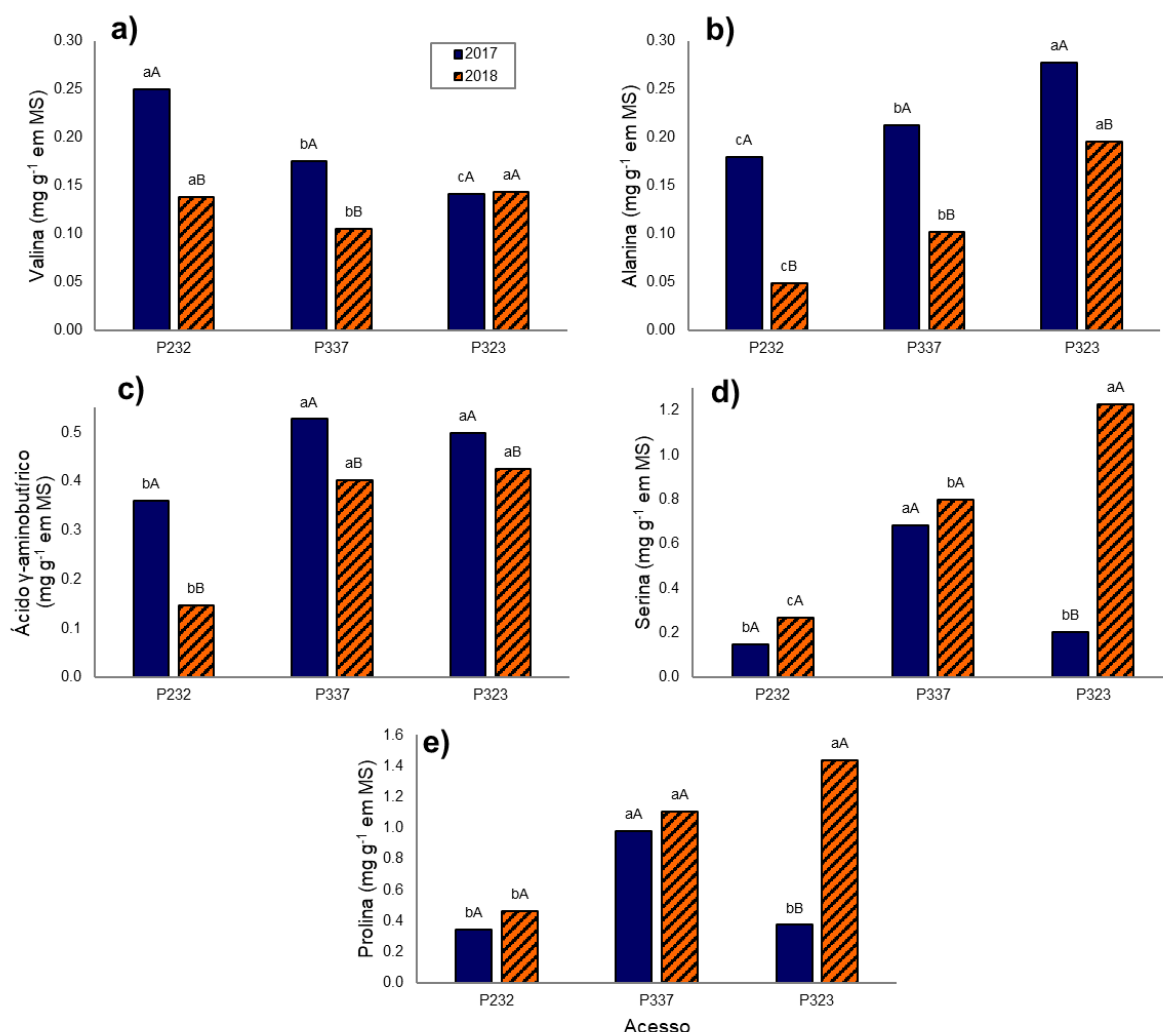 a)
Valina (mg g-1 em MS)
0.30
0.25
0.20
0.15
0.10
0.05
0.00
2017
2018
aA
aB
bA
bB
cA
aA
P232
P337
P323
b)
Alanina (mg g-1 em MS)
0.30
0.25
0.20
0.15
0.10
0.05
0.00
cA
cB
bA
bB
aA
aB
P232
P337
P323
c)
Ácido γ-aminobutírico
(mg g-1 em MS)
0.5
0.4
0.3
0.2
0.1
0.0
bA
bB
aA
aB
aA
aB
P232
P337
P323
d)
Serina (mg g-1 em MS)
1.2
1.0
0.8
0.6
0.4
0.2
0.0
bA
cA
aA
bA
bB
aA
P232
P337
P323
e)
Prolina (mg g-1 em MS)
1.6
1.4
1.2
1.0
0.8
0.6
0.4
0.2
0.0
bA
bA
aA
aA
bB
aA
P232
P337
P323
Acesso